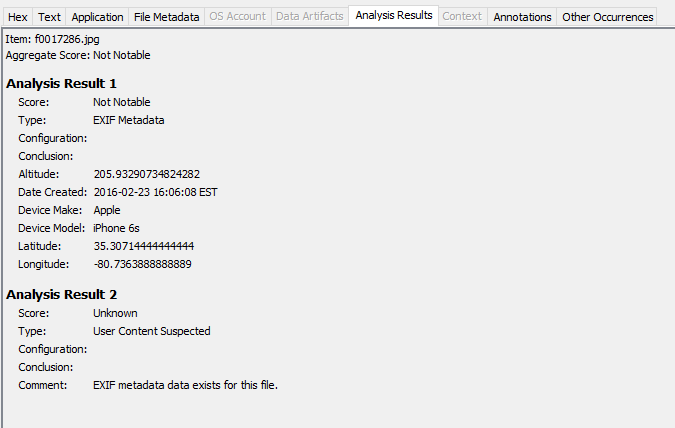 Hex Text Application File Metadata OS Account Data Artifacts Analysis Results Context Annotations Other Occurrences
Item: f0017286.jpg
Aggregate Score: Not Notable
Analysis Result 1
Score: Not Notable
Type: EXIF Metadata
Configuration:
Conclusion:
Altitude: 205.93290734824282
Date Created: 2016-02-23 16:06:08 EST
Device Make: Apple
Device Model: iPhone 6s
Latitude: 35.30714444444444
Longitude: -80.7363888888889
Analysis Result 2
Score: Unknown
Type: User Content Suspected
Configuration:
Conclusion:
Comment: EXIF metadata data exists for this file.